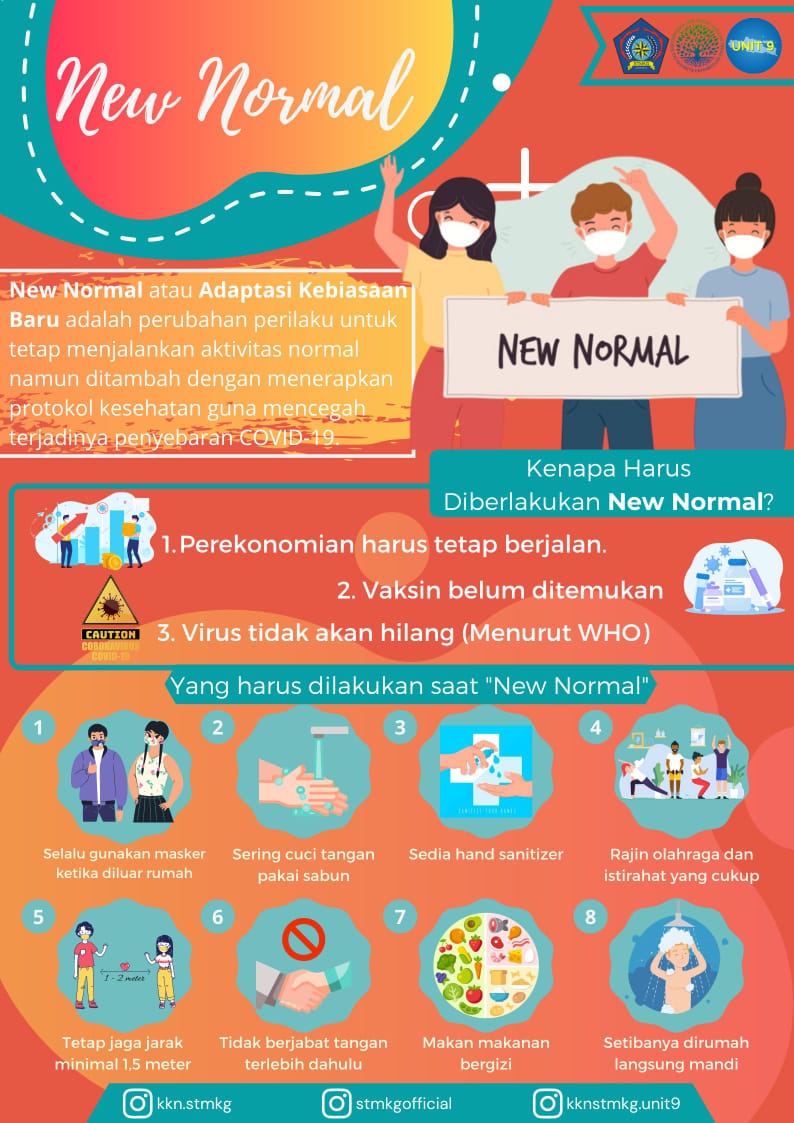 New Normal
STMKG
UNIT 9
New Normal atau Adaptasi Kebiasaan
Baru adalah perubahan perilaku untuk
tetap menjalankan aktivitas normal
namun ditambah dengan menerapkan
protokol kesehatan guna mencegah
terjadinya penyebaran COVID-19.
NEW NORMAL
Kenapa Harus
Diberlakukan New Normal?
1.Perekonomian harus tetap berjalan.
2. Vaksin belum ditemukan
CAUTION
CORONAVIRUS
COVID-19
3. Virus tidak akan hilang (Menurut WHO)
Yang harus dilakukan saat "New Normal"
1
2
3
4
SANITIZE YOUR HANDS
Selalu gunakan masker
ketika diluar rumah
Sering cuci tangan
pakai sabun
Sedia hand sanitizer
Rajin olahraga dan
istirahat yang cukup
5
6
7
8
1 - 2 meter
Tetap jaga jarak
minimal 1,5 meter
Tidak berjabat tangan
terlebih dahulu
Makan makanan
bergizi
Setibanya dirumah
langsung mandi
kkn.stmkg
stmkgofficial
kknstmkg.unit9